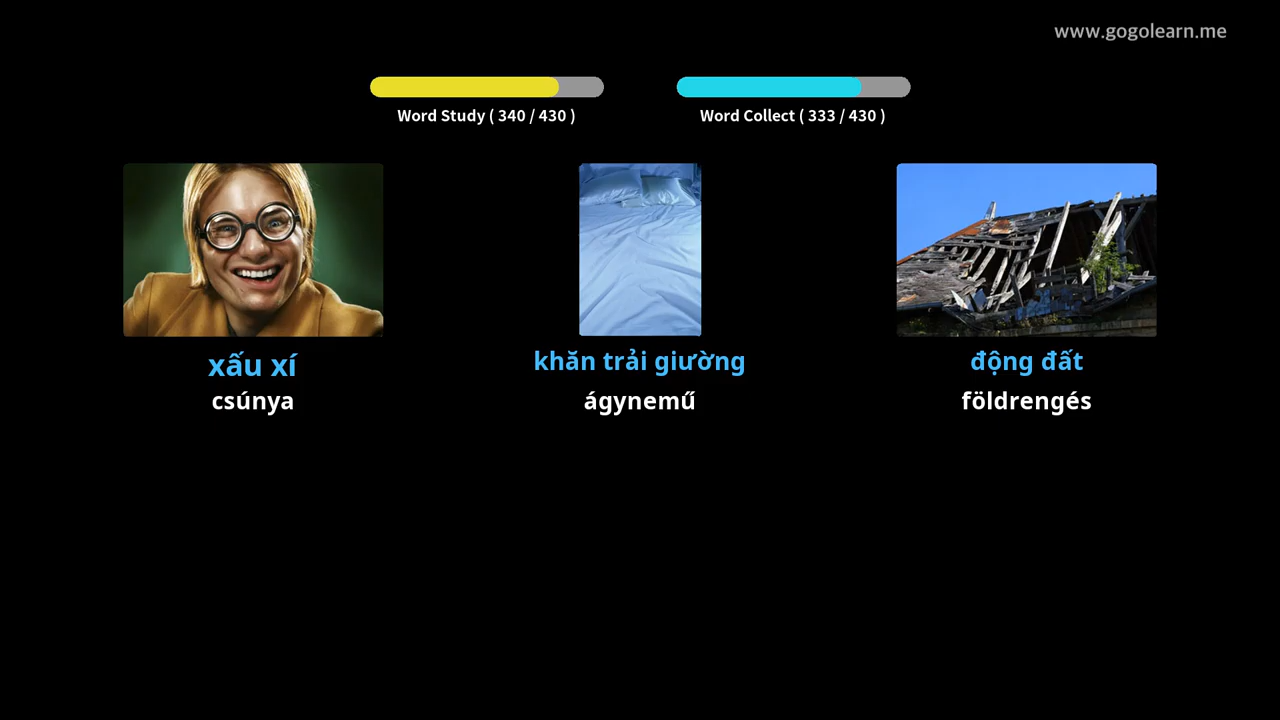 www.gogolearn.me
Word Study ( 340 / 430 )
Word Collect ( 333 / 430 )
xấu xí
csúnya
khăn trải giường
ágynemű
động đất
földrengés